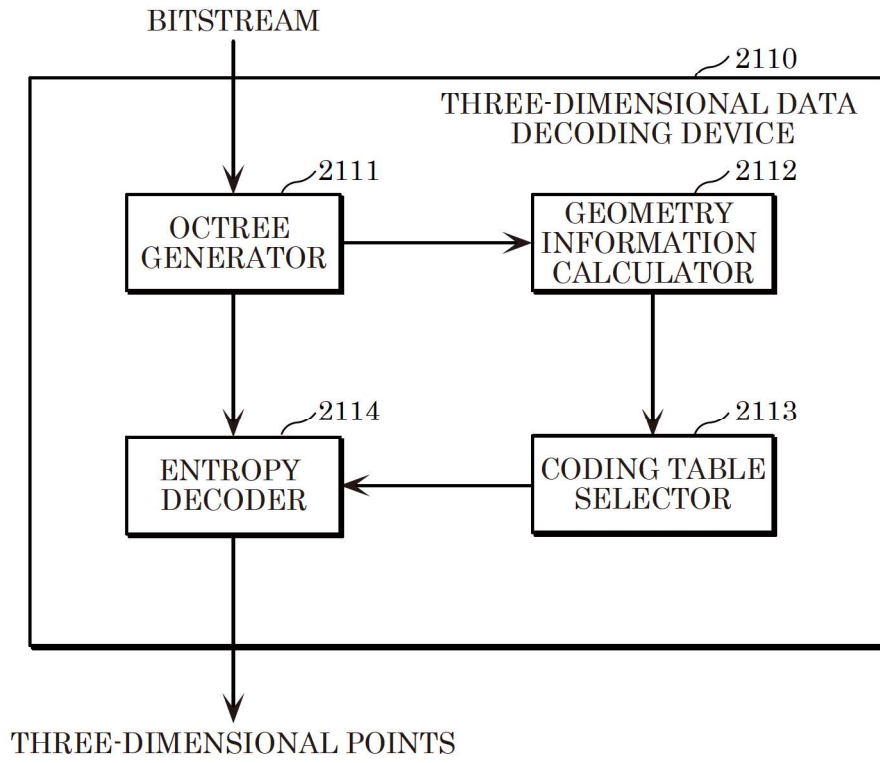 BITSTREAM
2110
THREE-DIMENSIONAL DATA
DECODING DEVICE
2111
OCTREE
GENERATOR
2112
GEOMETRY
INFORMATION
CALCULATOR
2114
ENTROPY
DECODER
2113
CODING TABLE
SELECTOR
THREE-DIMENSIONAL POINTS